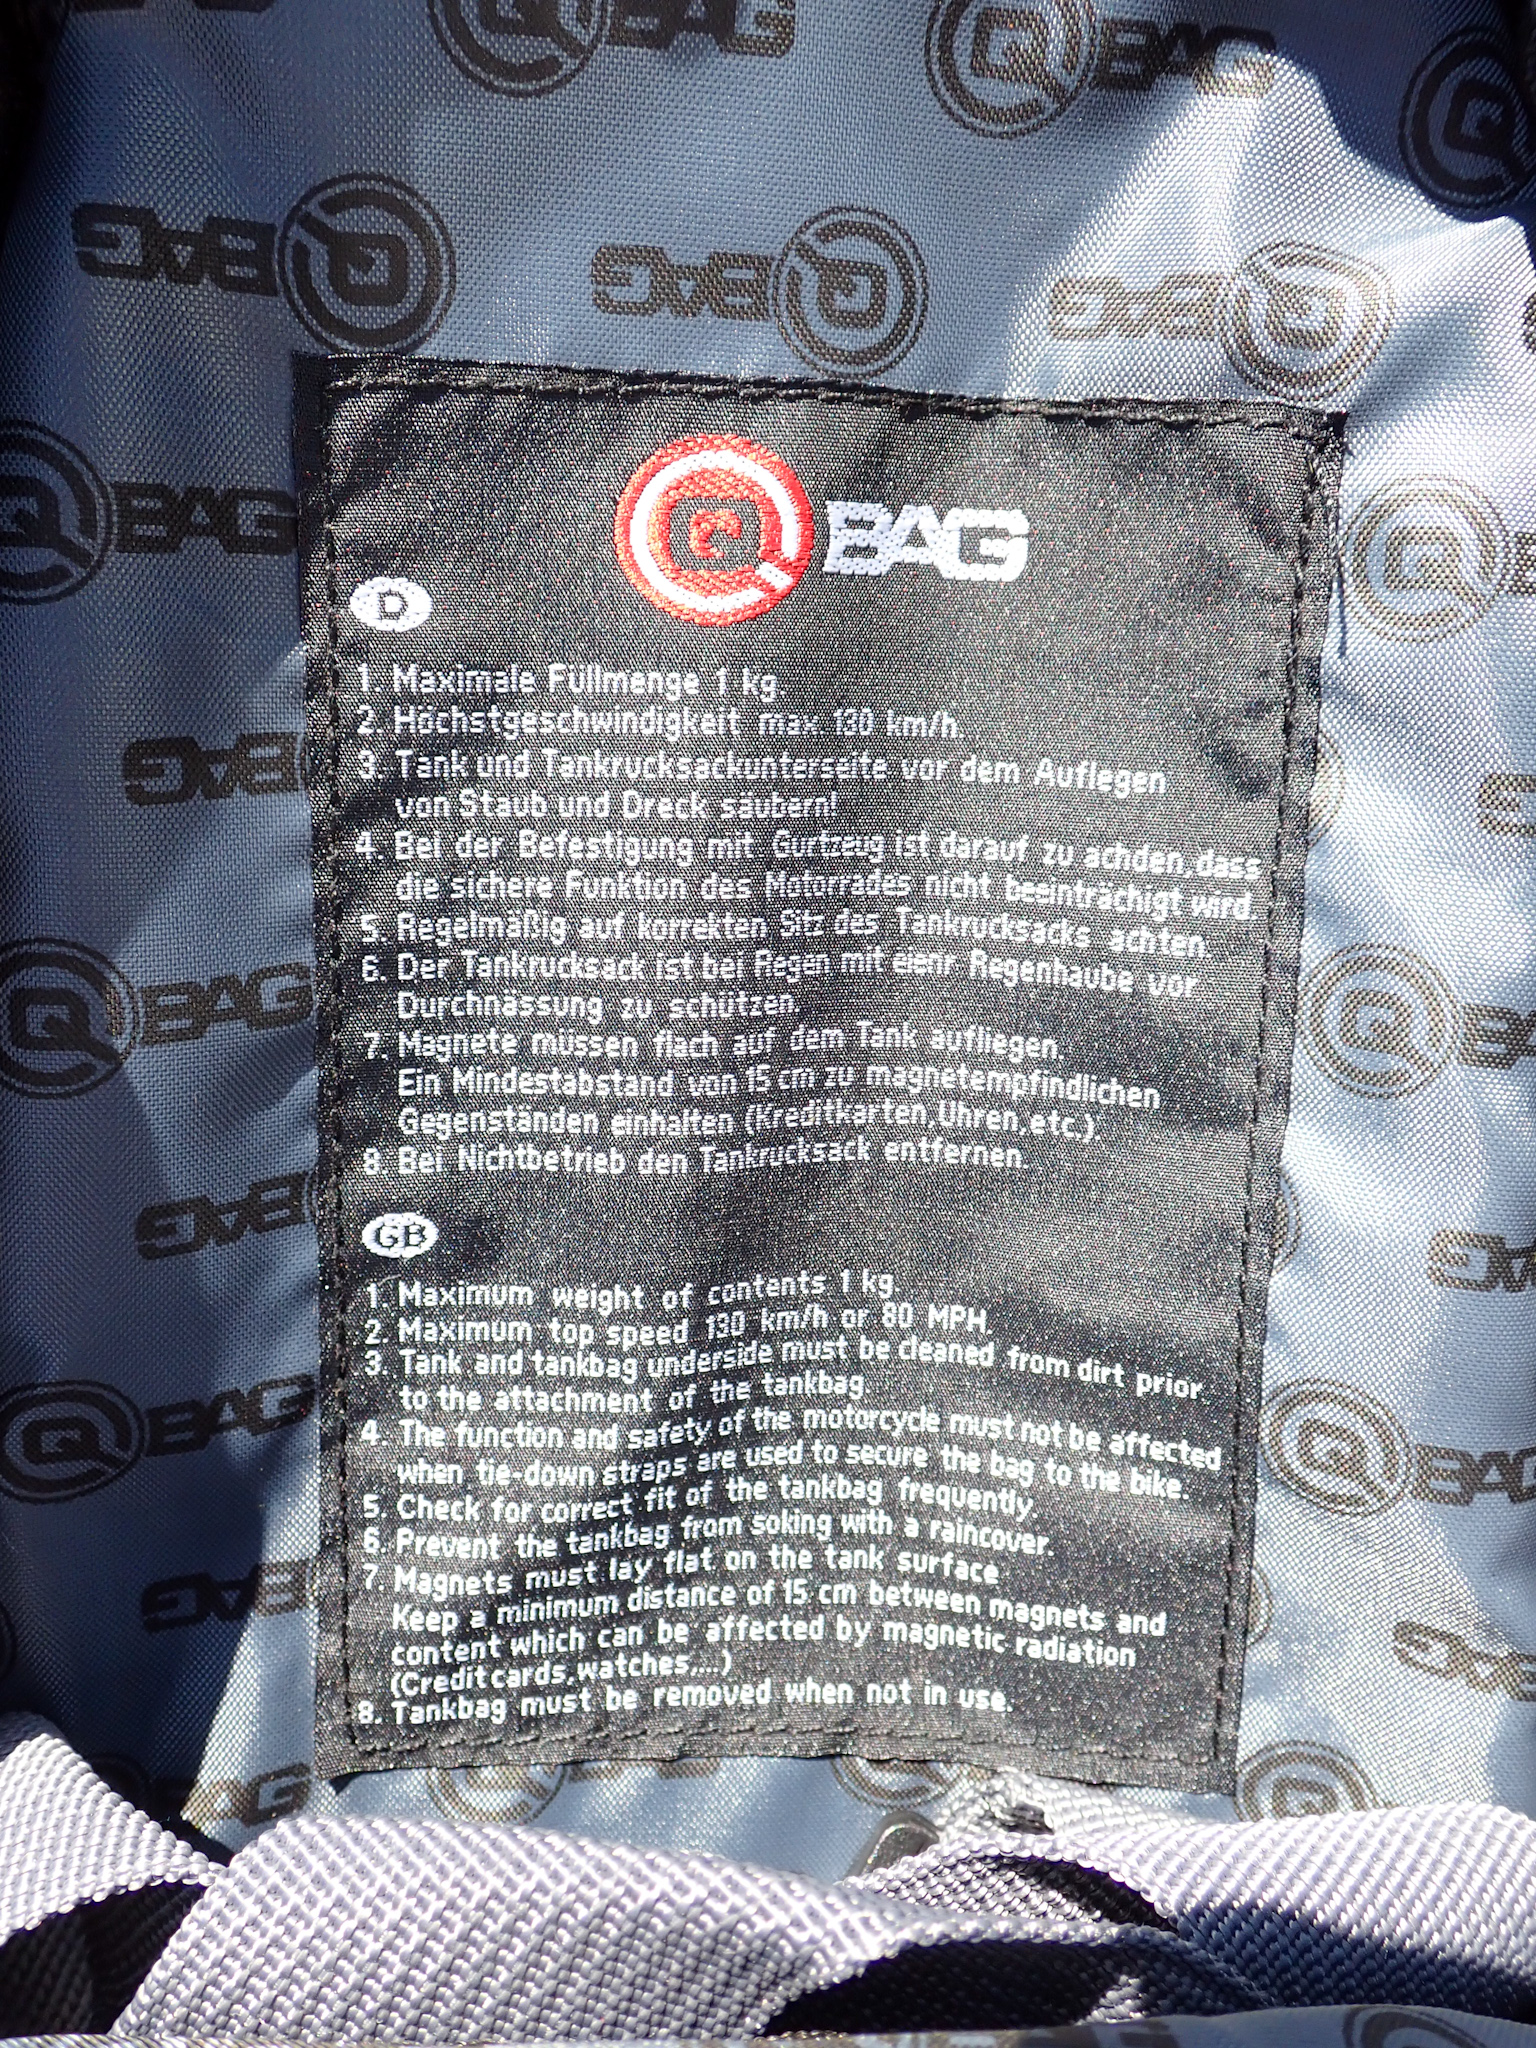 Q BAG
D
1. Maximale Füllmenge 1 kg.
2. Höchstgeschwindigkeit max. 130 km/h.
3. Tank und Tankrucksackunterseite vor dem Auflegen
von Staub und Dreck säubern!
4. Bei der Befestigung mit Gurtzeug ist darauf zu achden, dass
die sichere Funktion des Motorrades nicht beeinträchigt wird.
5. Regelmäßig auf korrekten Sitz des Tankrucksacks achten.
6. Der Tankrucksack ist bei Regen mit einer Regenhaube vor
Durchnässung zu schützen
7. Magnete müssen flach auf dem Tank aufliegen.
Ein Mindestabstand von 15 cm zu magnetempfindlichen
Gegenständen einhalten (Kreditkarten, Uhren, etc.).
8. Bei Nichtbetrieb den Tankrucksack entfernen.
GB
1. Maximum weight of contents 1 kg
2. Maximum top speed 130 km/h or 80 MPH.
3. Tank and tankbag underside must be cleaned from dirt prior
to the attachment of the tankbag.
4. The function and safety of the motorcycle must not be affected
when tie-down straps are used to secure the bag to the bike.
5. Check for correct fit of the tankbag frequently.
6. Prevent the tankbag from soking with a raincover.
7. Magnets must lay flat on the tank surface
Keep a minimum distance of 15 cm between magnets and
content which can be affected by magnetic radiation
(Credit cards, watches,...)
8. Tankbag must be removed when not in use.